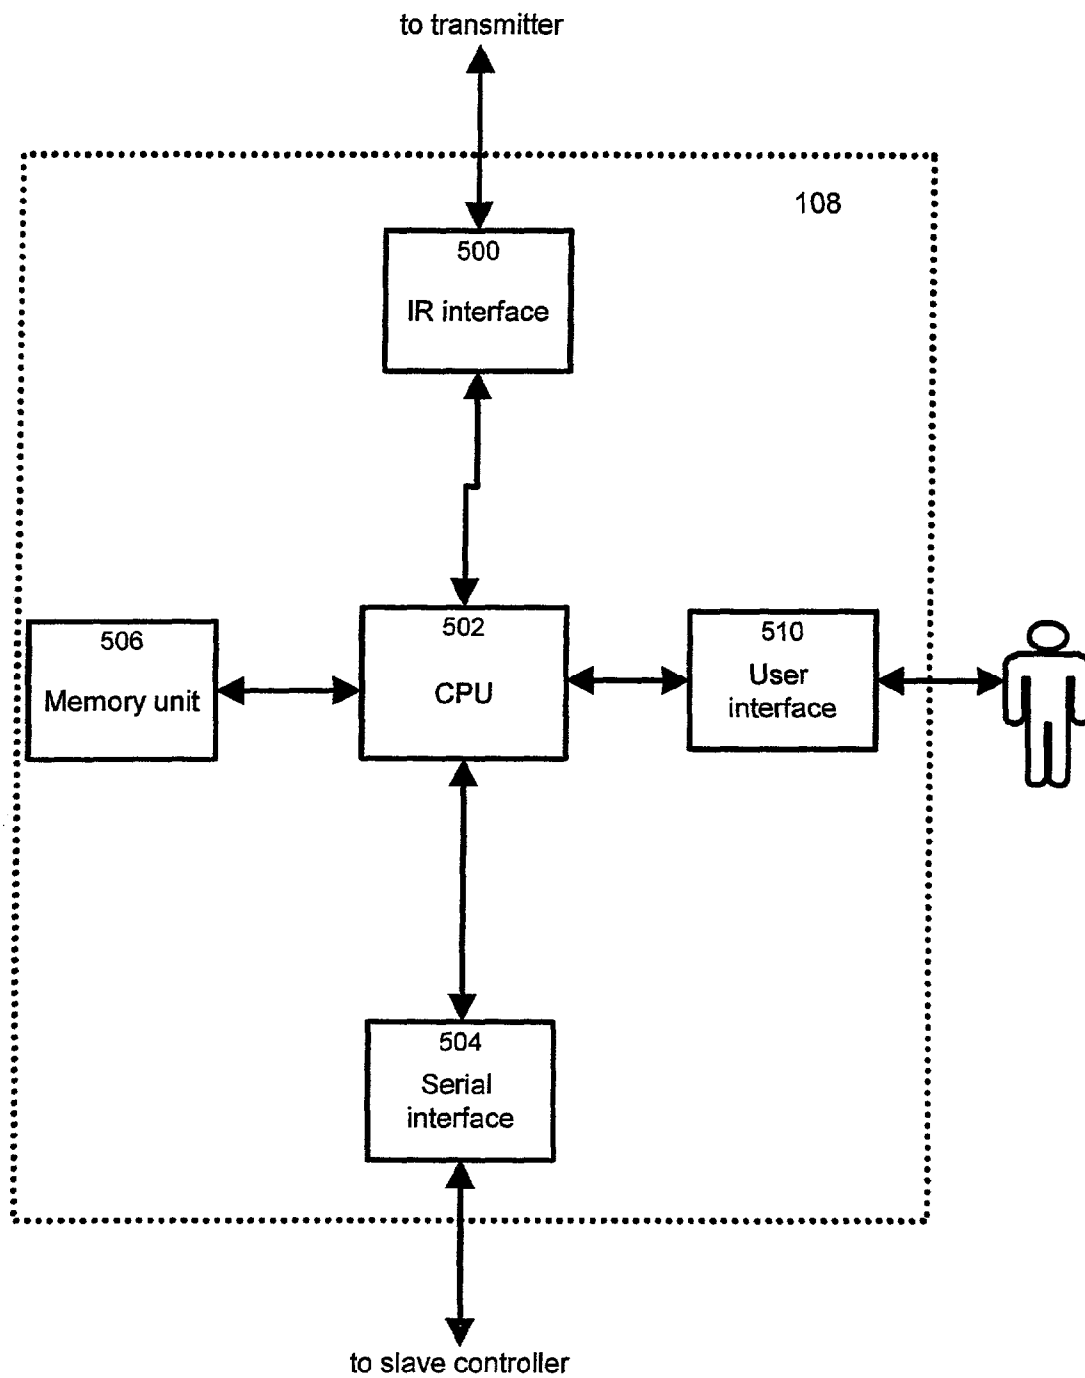 to transmitter
108
500
IR interface
506
Memory unit
502
CPU
510
User
interface
504
Serial
interface
to slave controller